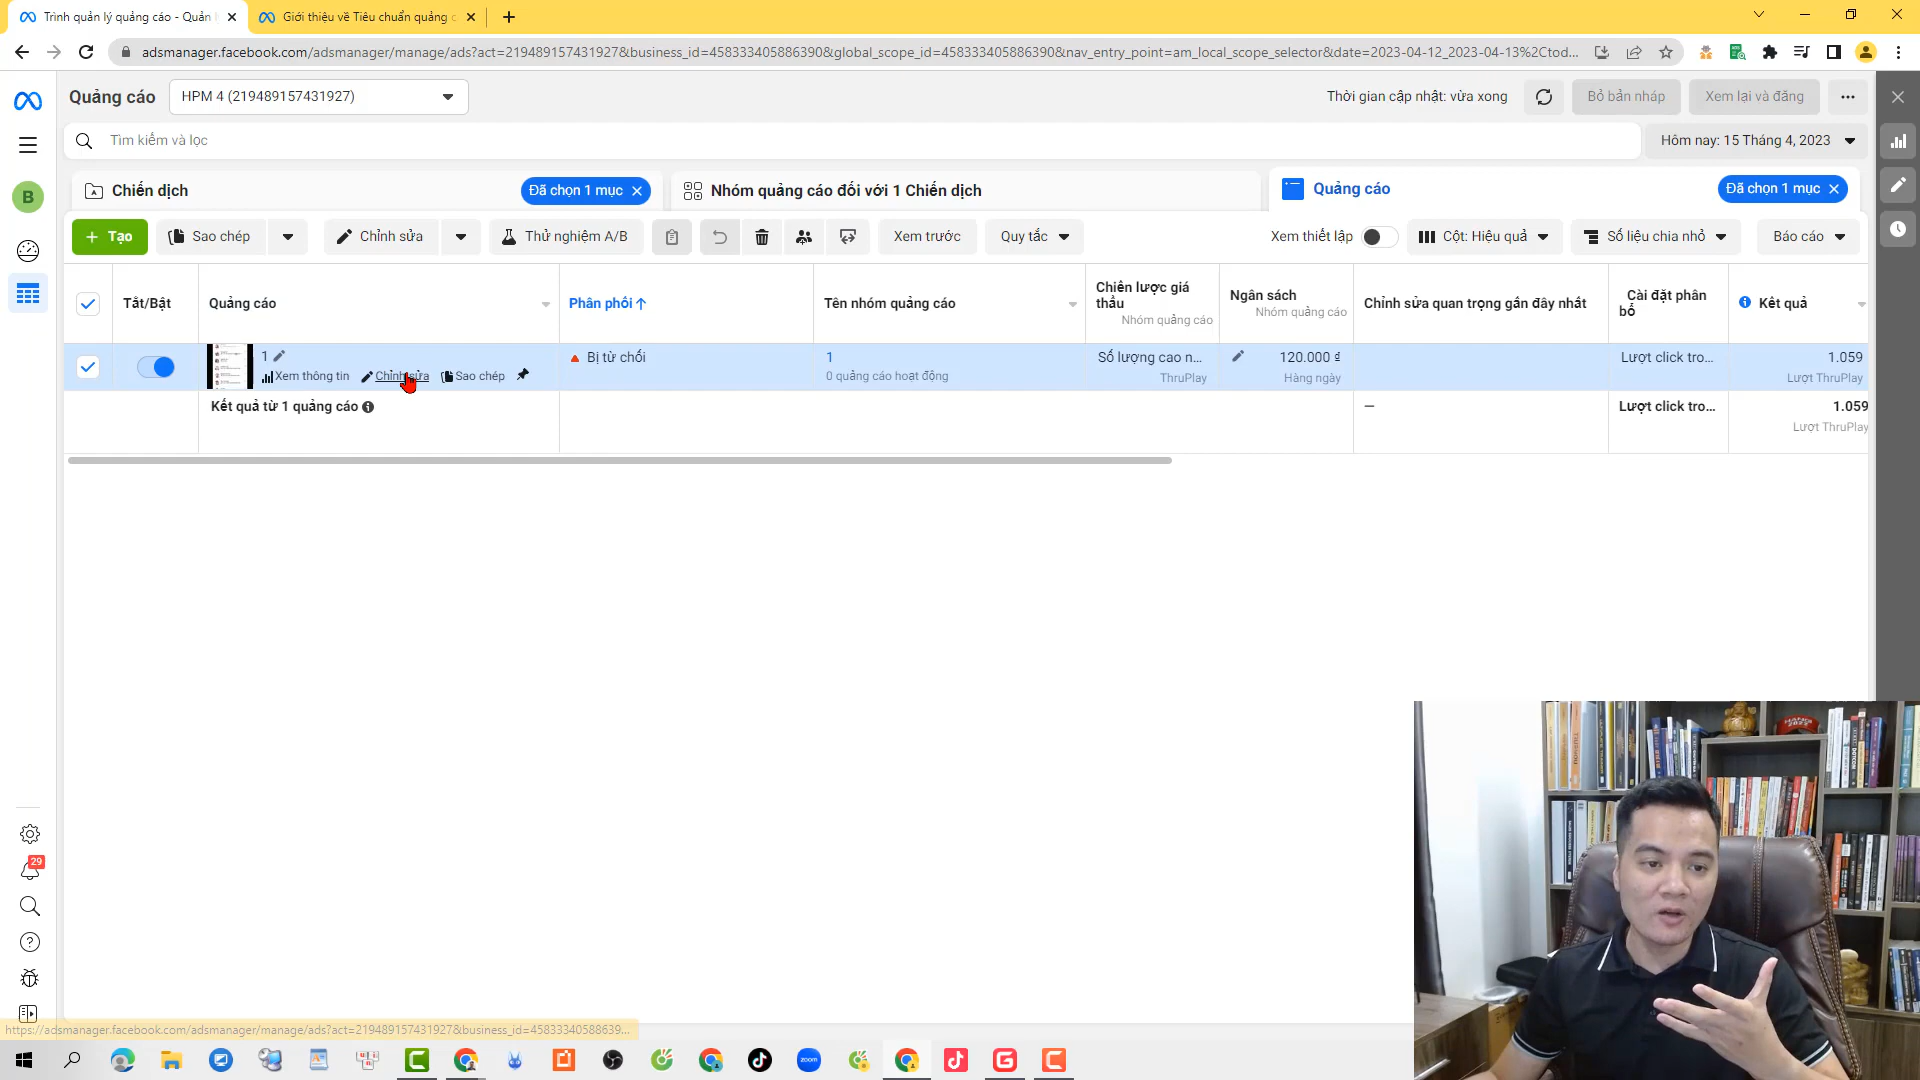 Trình quản lý quảng cáo - Quản
Giới thiệu về Tiêu chuẩn quảng c
adsmanager.facebook.com/adsmanager/manage/ads?act=219489157431927&business_id=458333405886390&global_scope_id=458333405886390&nav_entry_point=am_local_scope_selector&date=2023-04-12_2023-04-13%2Ctod...
Quảng cáo
HPM 4 (219489157431927)
Thời gian cập nhật: vừa xong
Bỏ bản nháp
Xem lại và đăng
Tìm kiếm và lọc
Hôm nay: 15 Tháng 4, 2023
B
Chiến dịch
Đã chọn 1 mục
Nhóm quảng cáo đối với 1 Chiến dịch
Quảng cáo
Đã chọn 1 mục
+ Tạo
Sao chép
Chỉnh sửa
Thử nghiệm A/B
Xem trước
Quy tắc
Xem thiết lập
Cột: Hiệu quả
Số liệu chia nhỏ
Báo cáo
Tắt/Bật
Quảng cáo
Phân phối↑
Tên nhóm quảng cáo
Chiến lược giá thầu
Nhóm quảng cáo
Ngân sách
Nhóm quảng cáo
Chỉnh sửa quan trọng gần đây nhất
Cài đặt phân bổ
Kết quả
1
Xem thông tin
Chỉnh sửa
Sao chép
Bị từ chối
1
0 quảng cáo hoạt động
Số lượng cao n...
ThruPlay
120.000 ₫
Hàng ngày
Lượt click tro...
1.059
Lượt ThruPlay
Kết quả từ 1 quảng cáo
—
Lượt click tro...
1.059
Lượt ThruPlay
29
https://adsmanager.facebook.com/adsmanager/manage/ads?act=219489157431927&business_id=45833340588639...
zoom